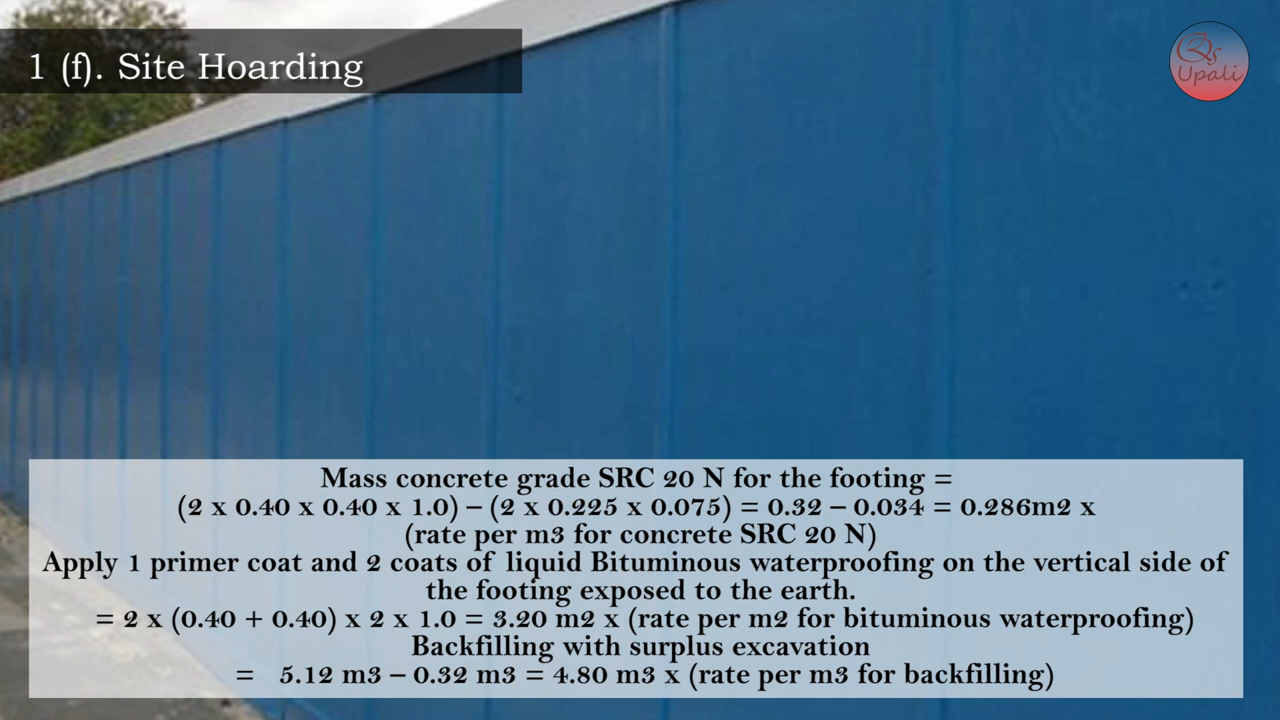 1 (f). Site Hoarding
Qs
Upali
Mass concrete grade SRC 20 N for the footing =
(2 x 0.40 x 0.40 x 1.0) – (2 x 0.225 x 0.075) = 0.32 – 0.034 = 0.286m2 x
(rate per m3 for concrete SRC 20 N)
Apply 1 primer coat and 2 coats of liquid Bituminous waterproofing on the vertical side of
the footing exposed to the earth.
= 2 x (0.40 + 0.40) x 2 x 1.0 = 3.20 m2 x (rate per m2 for bituminous waterproofing)
Backfilling with surplus excavation
= 5.12 m3 – 0.32 m3 = 4.80 m3 x (rate per m3 for backfilling)